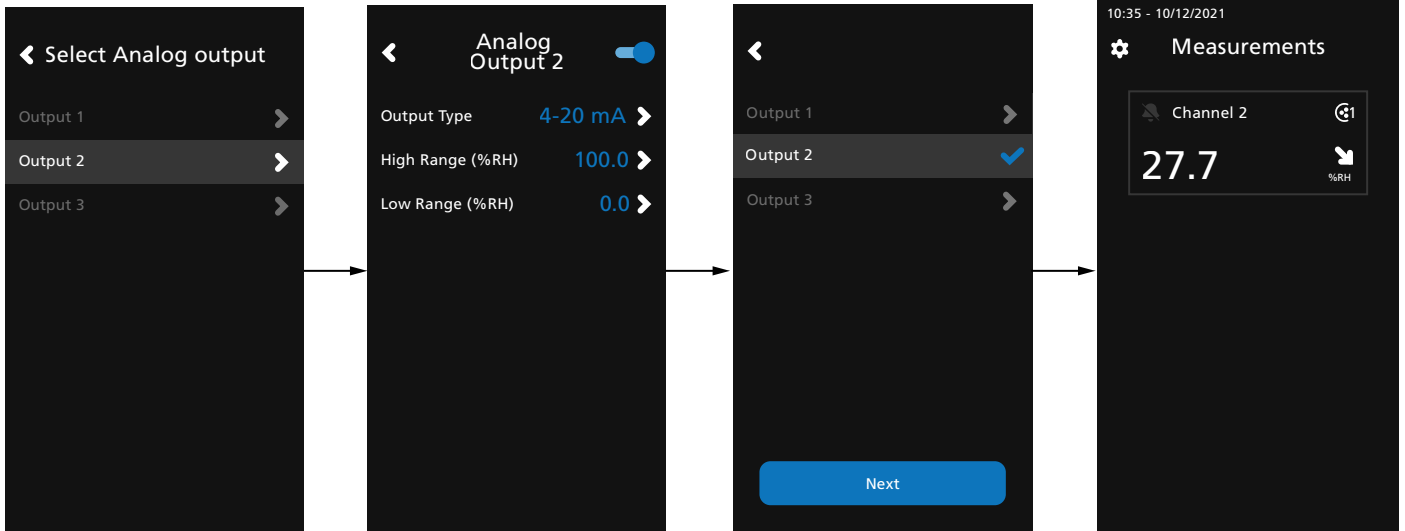 Select Analog output
Output 1
Output 2
Output 3
Analog
Output 2
Output Type 4-20 mA
High Range (%RH) 100.0
Low Range (%RH) 0.0
Output 1
Output 2
Output 3
Next
10:35 - 10/12/2021
Measurements
Channel 2 1
27.7 %RH